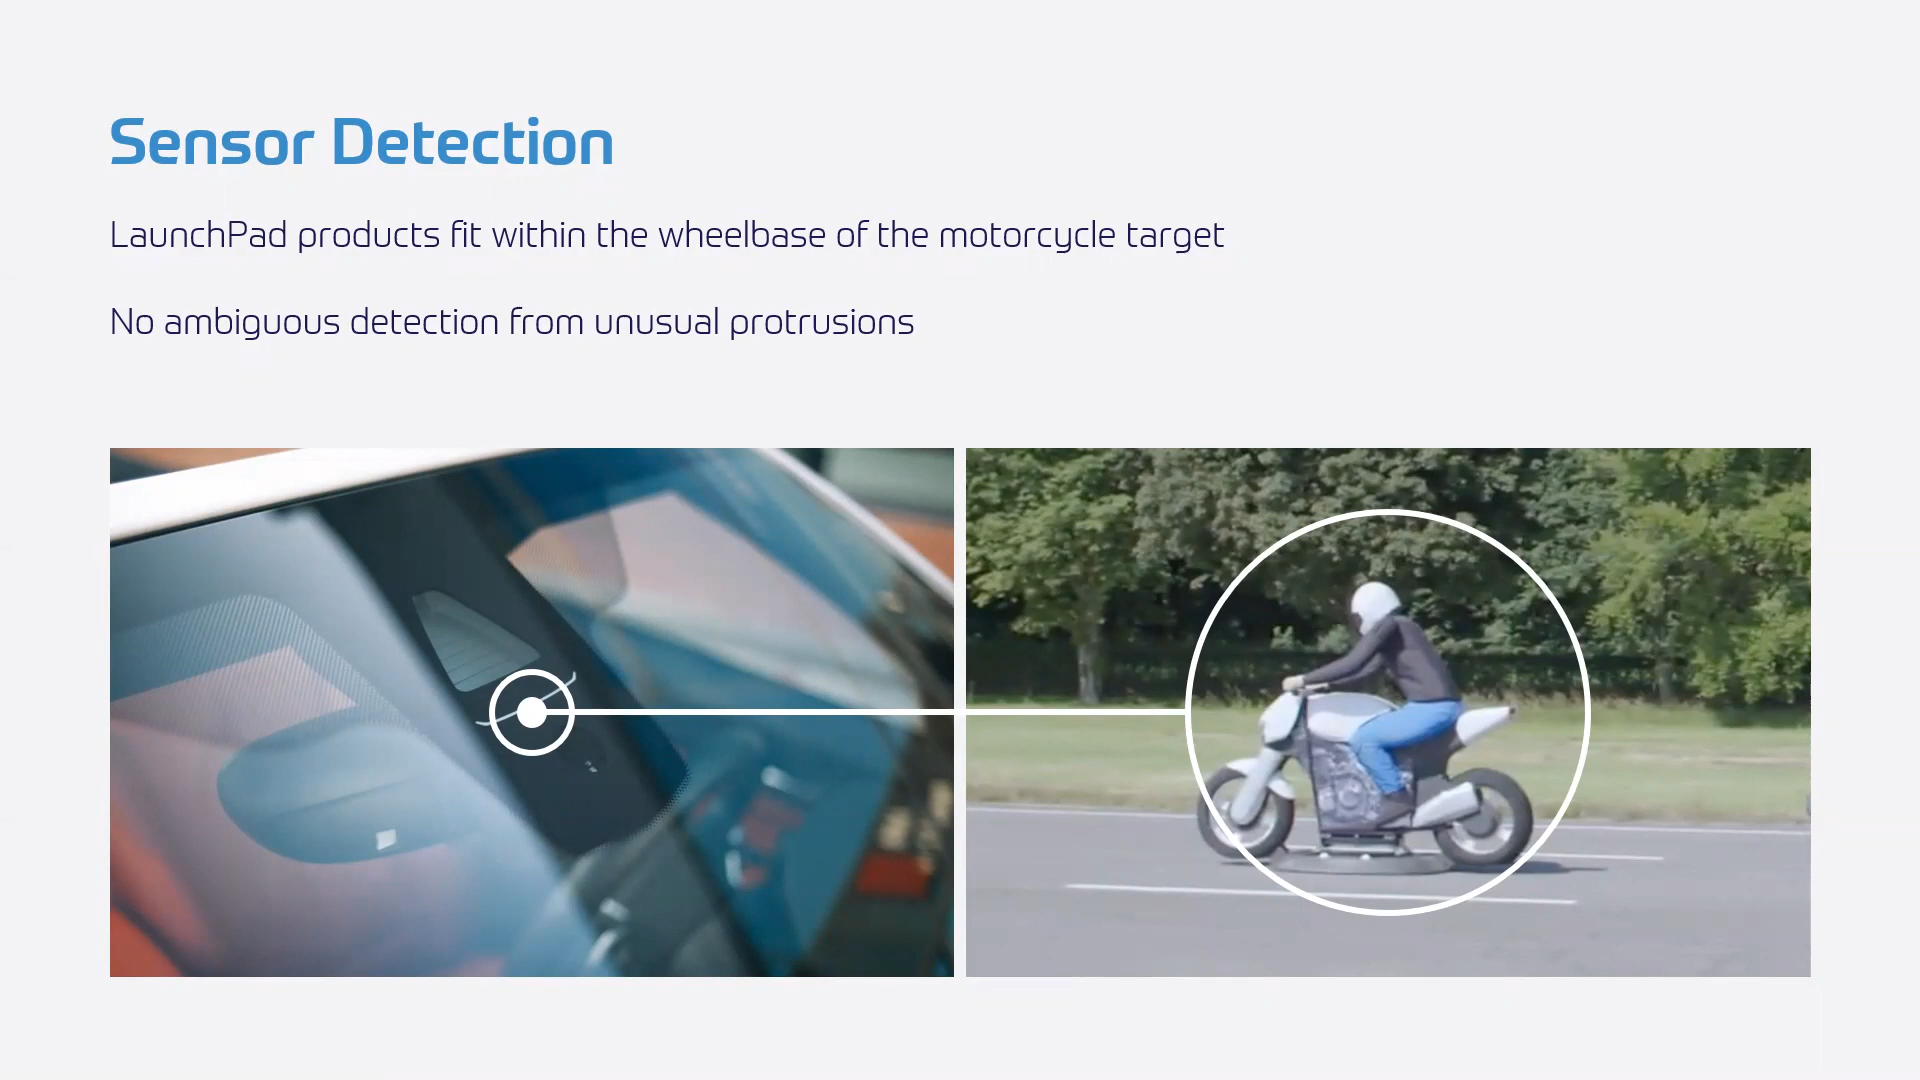 Sensor Detection
LaunchPad products fit within the wheelbase of the motorcycle target
No ambiguous detection from unusual protrusions